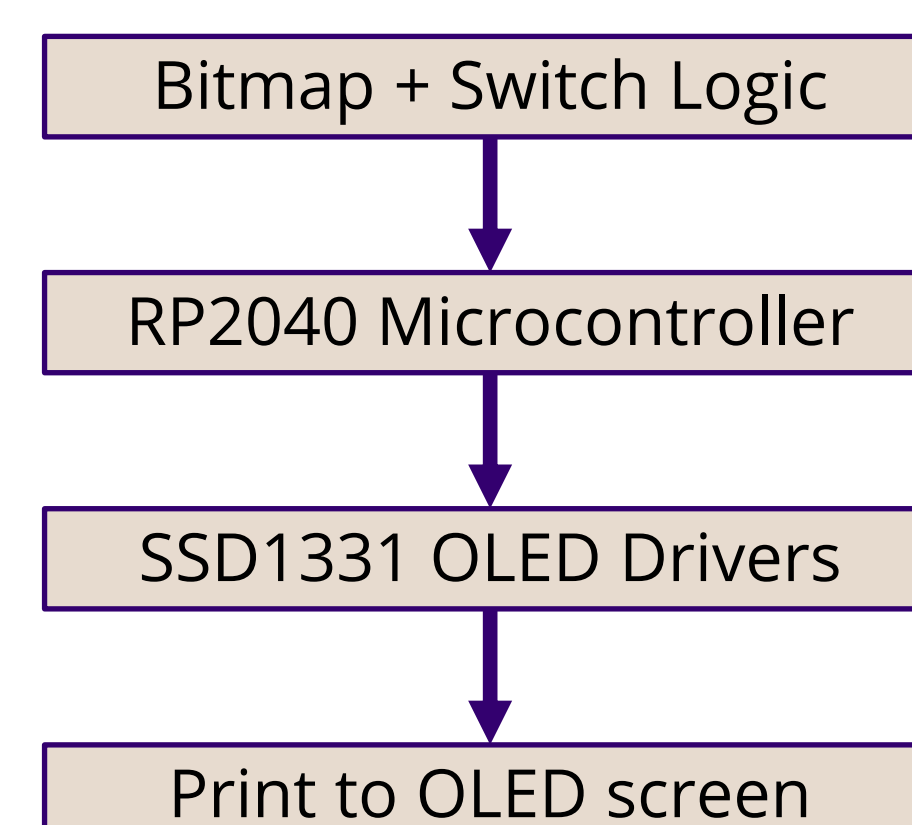 Bitmap + Switch Logic
RP2040 Microcontroller
SSD1331 OLED Drivers
Print to OLED screen